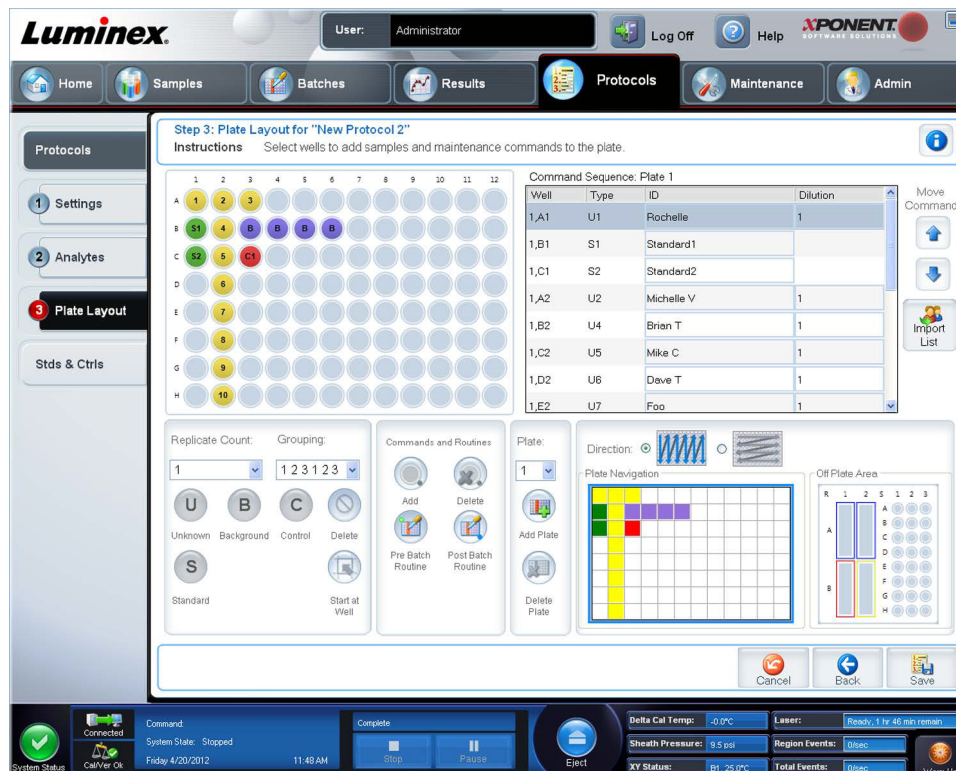 Luminex.
User: Administrator
Log Off
Help
XPONENT
SOFTWARE SOLUTIONS
Home
Samples
Batches
Results
Protocols
Maintenance
Admin
Protocols
1 Settings
2 Analytes
3 Plate Layout
Stds & Ctrls
Step 3: Plate Layout for "New Protocol 2"
Instructions Select wells to add samples and maintenance commands to the plate.
1 2 3 4 5 6 7 8 9 10 11 12
A 1 2 3
B S1 4 B B B B
C S2 5 C1
D 6
E 7
F 8
G 9
H 10
Command Sequence: Plate 1
Well Type ID Dilution
1,A1 U1 Rochelle 1
1,B1 S1 Standard1
1,C1 S2 Standard2
1,A2 U2 Michelle V 1
1,B2 U4 Brian T 1
1,C2 U5 Mike C 1
1,D2 U6 Dave T 1
1,E2 U7 Foo 1
Move
Command
Import
List
Replicate Count: Grouping:
1 1 2 3 1 2 3
U B C
Unknown Background Control Delete
S
Standard Start at
Well
Commands and Routines
Add Delete
Pre Batch
Routine
Post Batch
Routine
Plate:
1
Add Plate
Delete
Plate
Direction:
Plate Navigation
Off Plate Area
R 1 2 S 1 2 3
A
B
A
B
C
D
E
F
G
H
Cancel
Back
Save
System Status
Connected
Cal/Ver Ok
Command:
System State: Stopped
Friday 4/20/2012 11:48 AM
Complete
Stop
Pause
Eject
Delta Cal Temp: -0.0°C
Sheath Pressure: 9.5 psi
XY Status: B1, 25.0°C
Laser: Ready, 1 hr 46 min remain
Region Events: 0/sec
Total Events: 0/sec